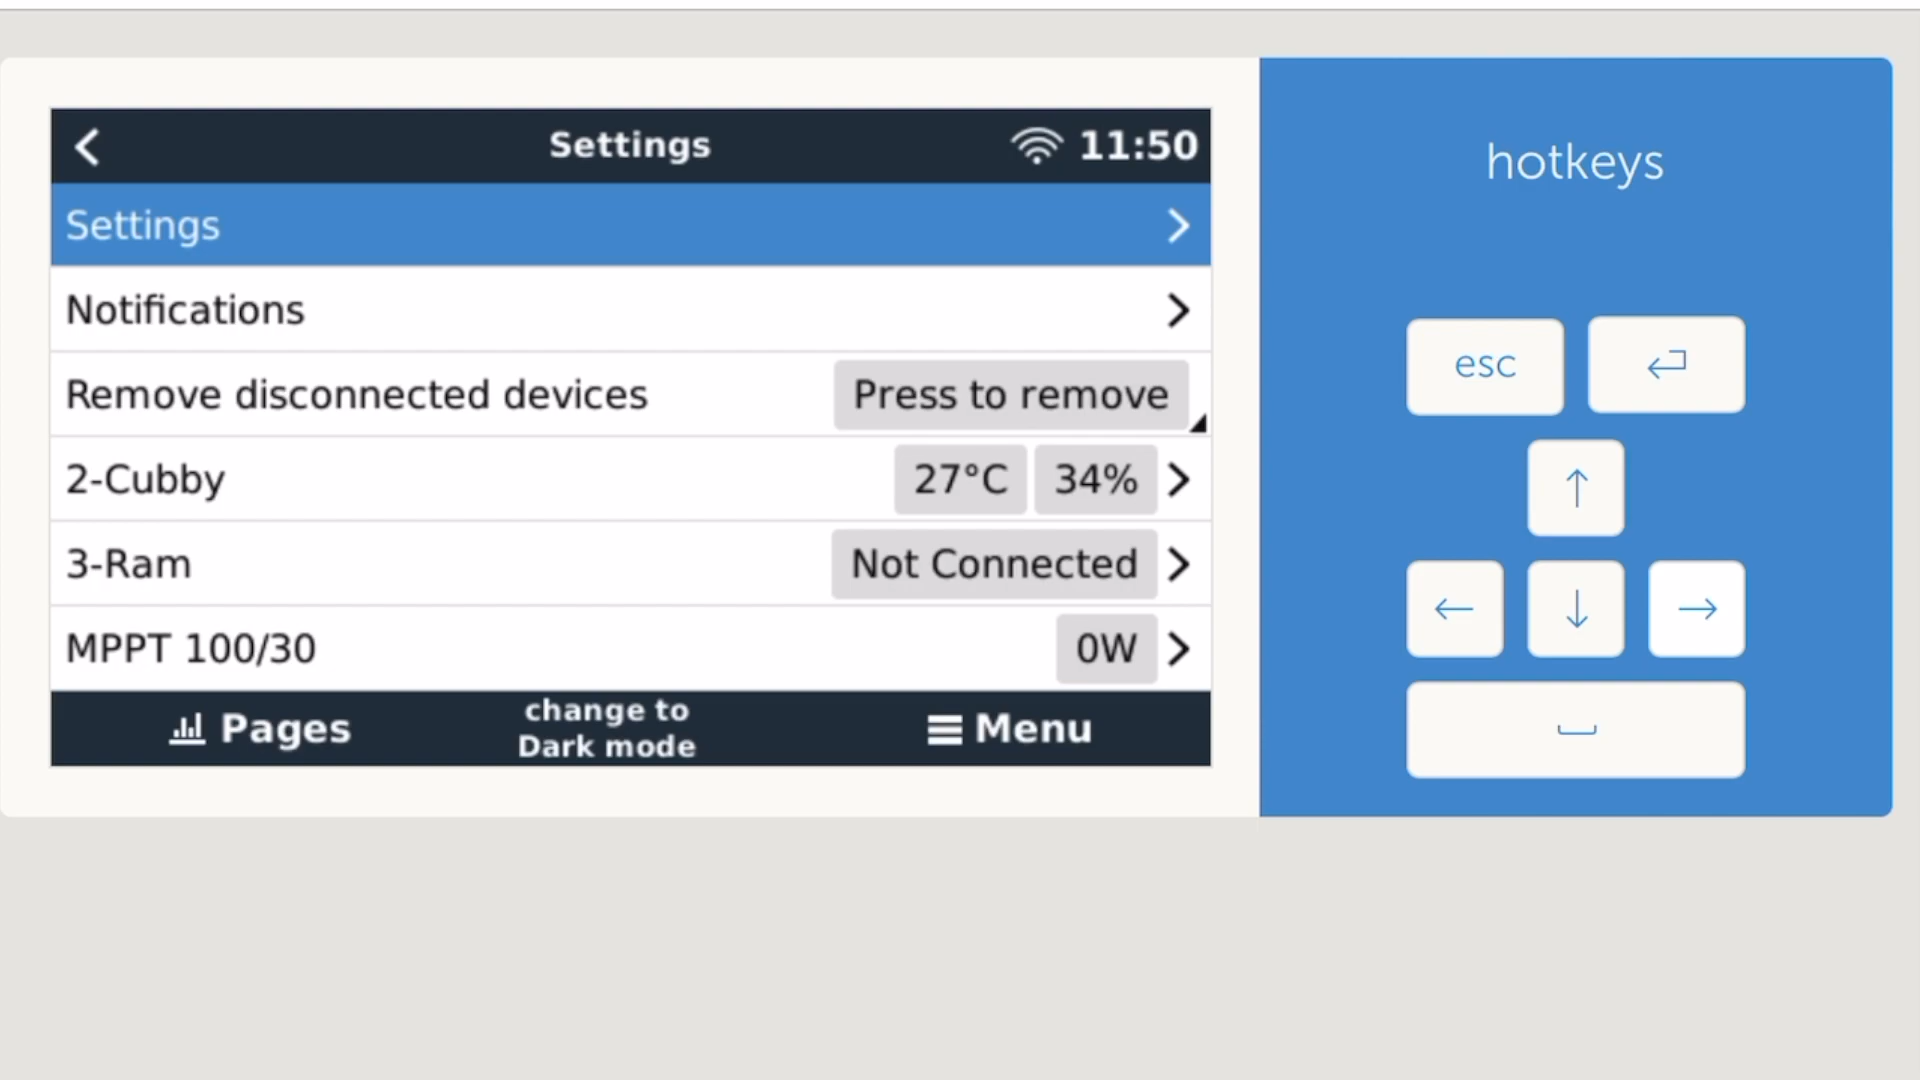 Settings
11:50
Settings
Notifications
Remove disconnected devices Press to remove
2-Cubby 27°C 34%
3-Ram Not Connected
MPPT 100/30 0W
Pages change to Menu
Dark mode
hotkeys
esc